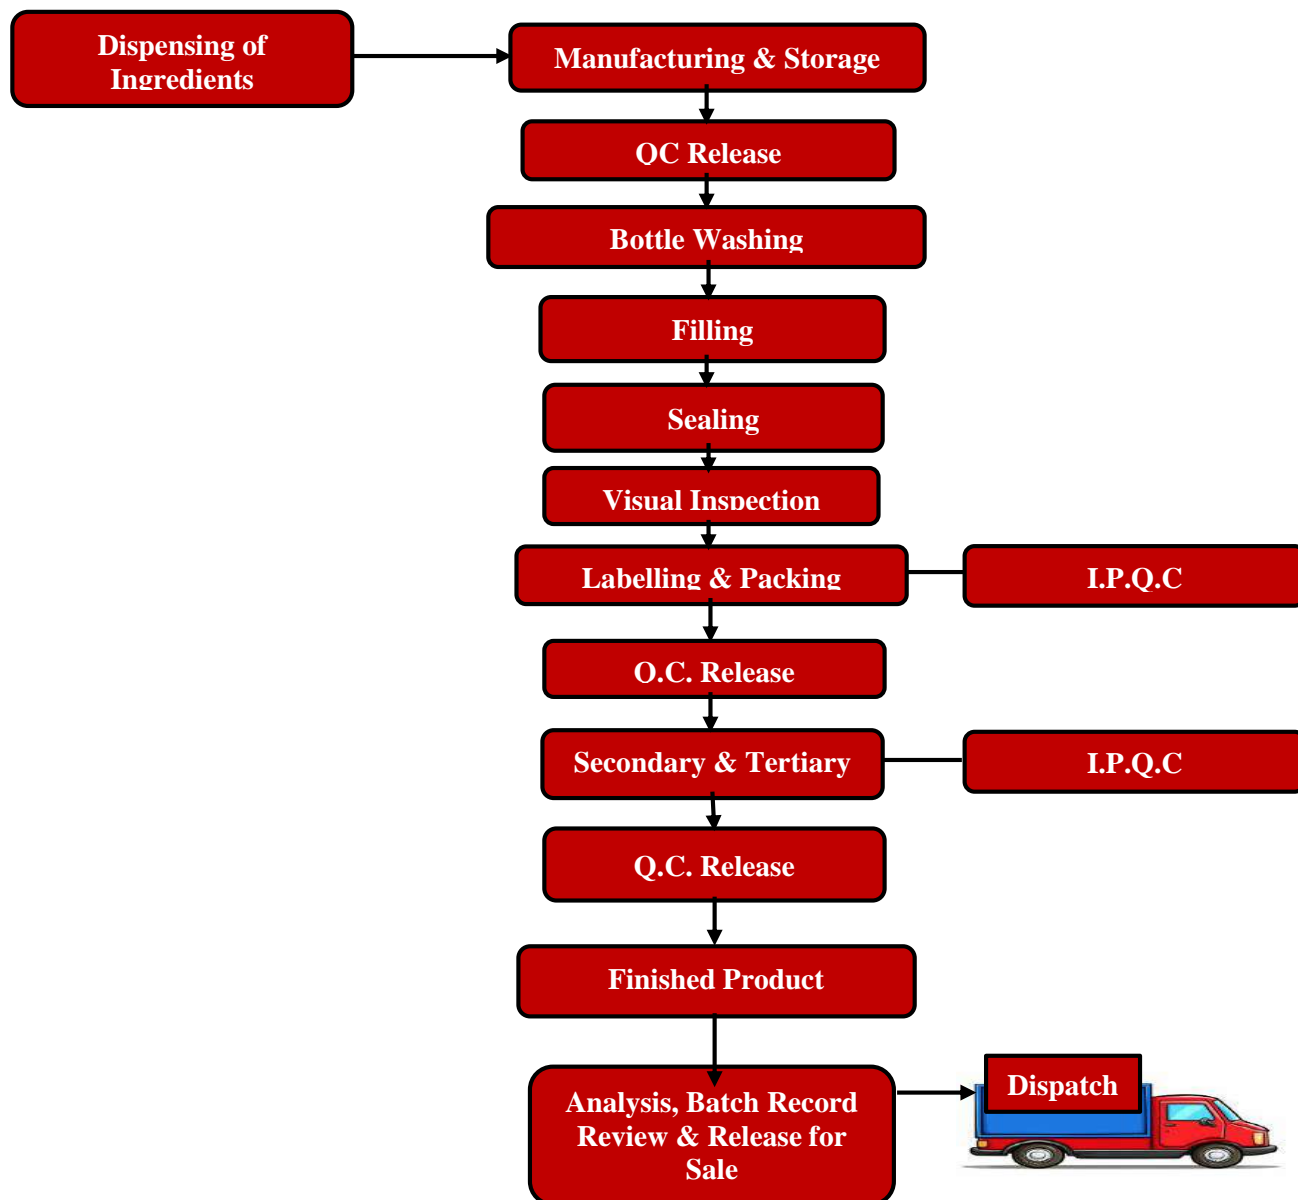 Dispensing of
Ingredients
Manufacturing & Storage
QC Release
Bottle Washing
Filling
Sealing
Visual Inspection
Labelling & Packing
I.P.Q.C
O.C. Release
Secondary & Tertiary
I.P.Q.C
Q.C. Release
Finished Product
Analysis, Batch Record
Review & Release for
Sale
Dispatch